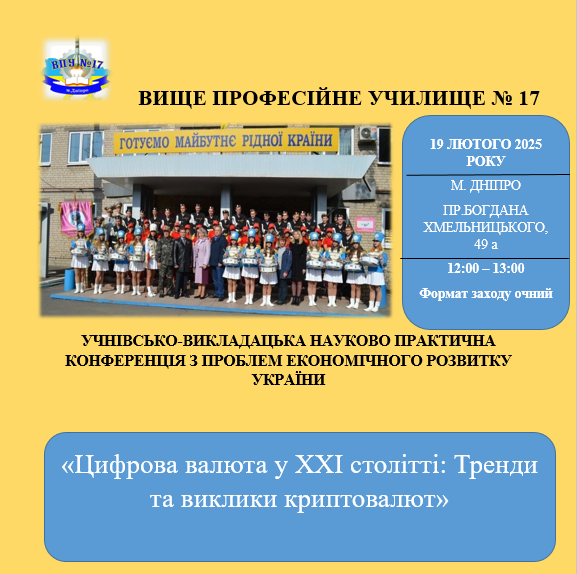 ВПУ №17
м.Дніпро
ВИЩЕ ПРОФЕСІЙНЕ УЧИЛИЩЕ № 17
ГОТУЄМО МАЙБУТНЄ РІДНОЇ КРАЇНИ
19 ЛЮТОГО 2025
РОКУ
М. ДНІПРО
ПР.БОГДАНА
ХМЕЛЬНИЦЬКОГО,
49 а
12:00 – 13:00
Формат заходу очний
УЧНІВСЬКО-ВИКЛАДАЦЬКА НАУКОВО ПРАКТИЧНА
КОНФЕРЕНЦІЯ З ПРОБЛЕМ ЕКОНОМІЧНОГО РОЗВИТКУ
УКРАЇНИ
«Цифрова валюта у XXI столітті: Тренди
та виклики криптовалют»